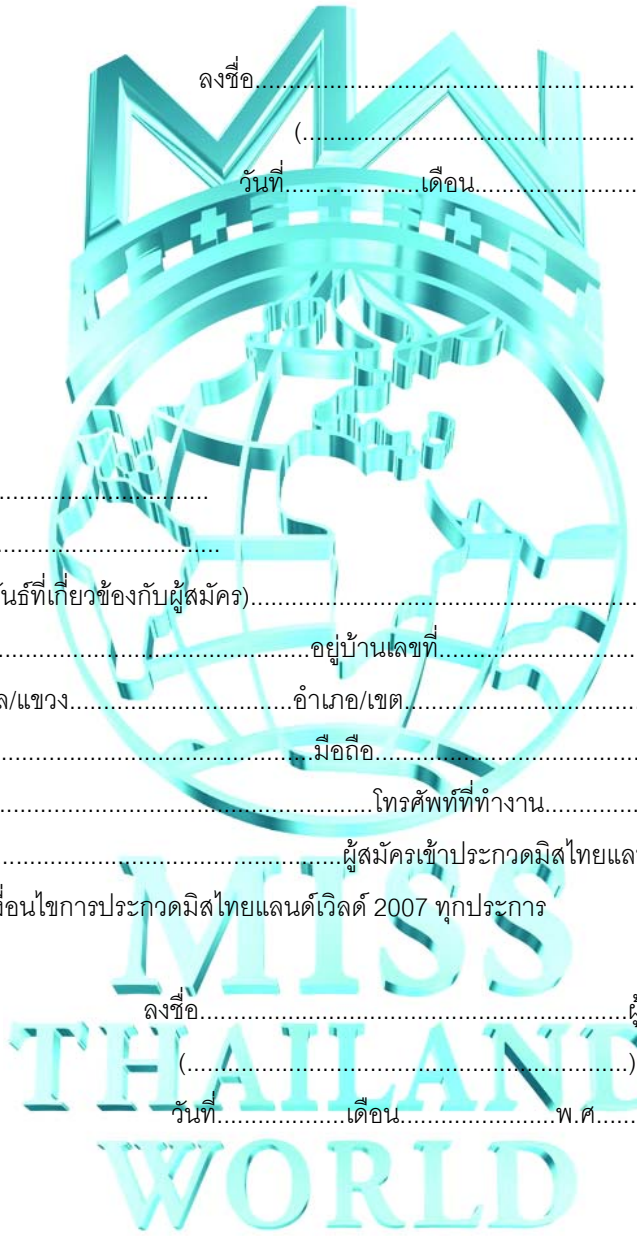 ลงชื่อ..........................................................
(..........................................................
วันที่....................เดือน.........................
MW
................................
................................
นธ์ที่เกี่ยวข้องกับผู้สมัคร)..........................................................
..............................................อยู่บ้านเลขที่..............................
ล/แขวง.................................อำเภอ/เขต...................................
..............................................มือถือ........................................
......................................................โทรศัพท์ที่ทำงาน.................
..................................................ผู้สมัครเข้าประกวดมิสไทยแลน
งื่อนไขการประกวดมิสไทยแลนด์เวิลด์ 2007 ทุกประการ
ลงชื่อ...............................................................ผู้
(.................................................................)
วันที่...................เดือน.......................พ.ศ......
MISS
THAILAND
WORLD